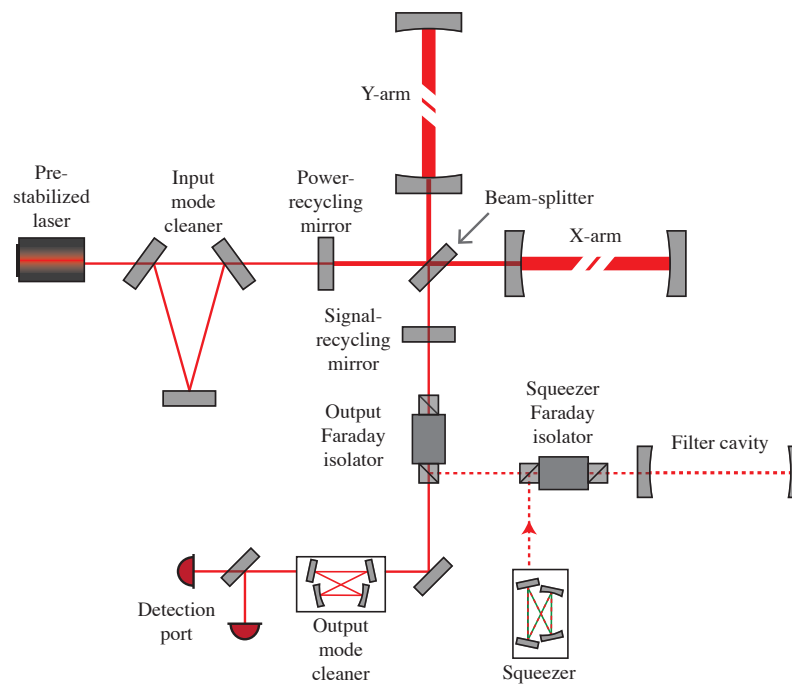 Y-arm
Pre-
stabilized
laser
Input
mode
cleaner
Power-
recycling
mirror
Beam-splitter
X-arm
Signal-
recycling
mirror
Output
Faraday
isolator
Squeezer
Faraday
isolator
Filter cavity
Detection
port
Output
mode
cleaner
Squeezer